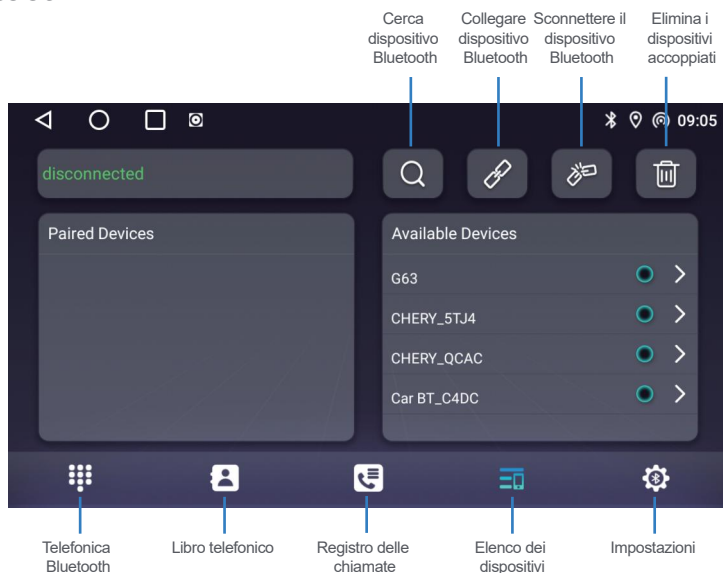 Cerca
dispositivo
Bluetooth
Collegare
dispositivo
Bluetooth
Sconnettere il
dispositivo
Bluetooth
Elimina i
dispositivi
accoppiati
09:05
disconnected
Paired Devices
Available Devices
G63
CHERY_5TJ4
CHERY_QCAC
Car BT_C4DC
Telefonica
Bluetooth
Libro telefonico
Registro delle
chiamate
Elenco dei
dispositivi
Impostazioni